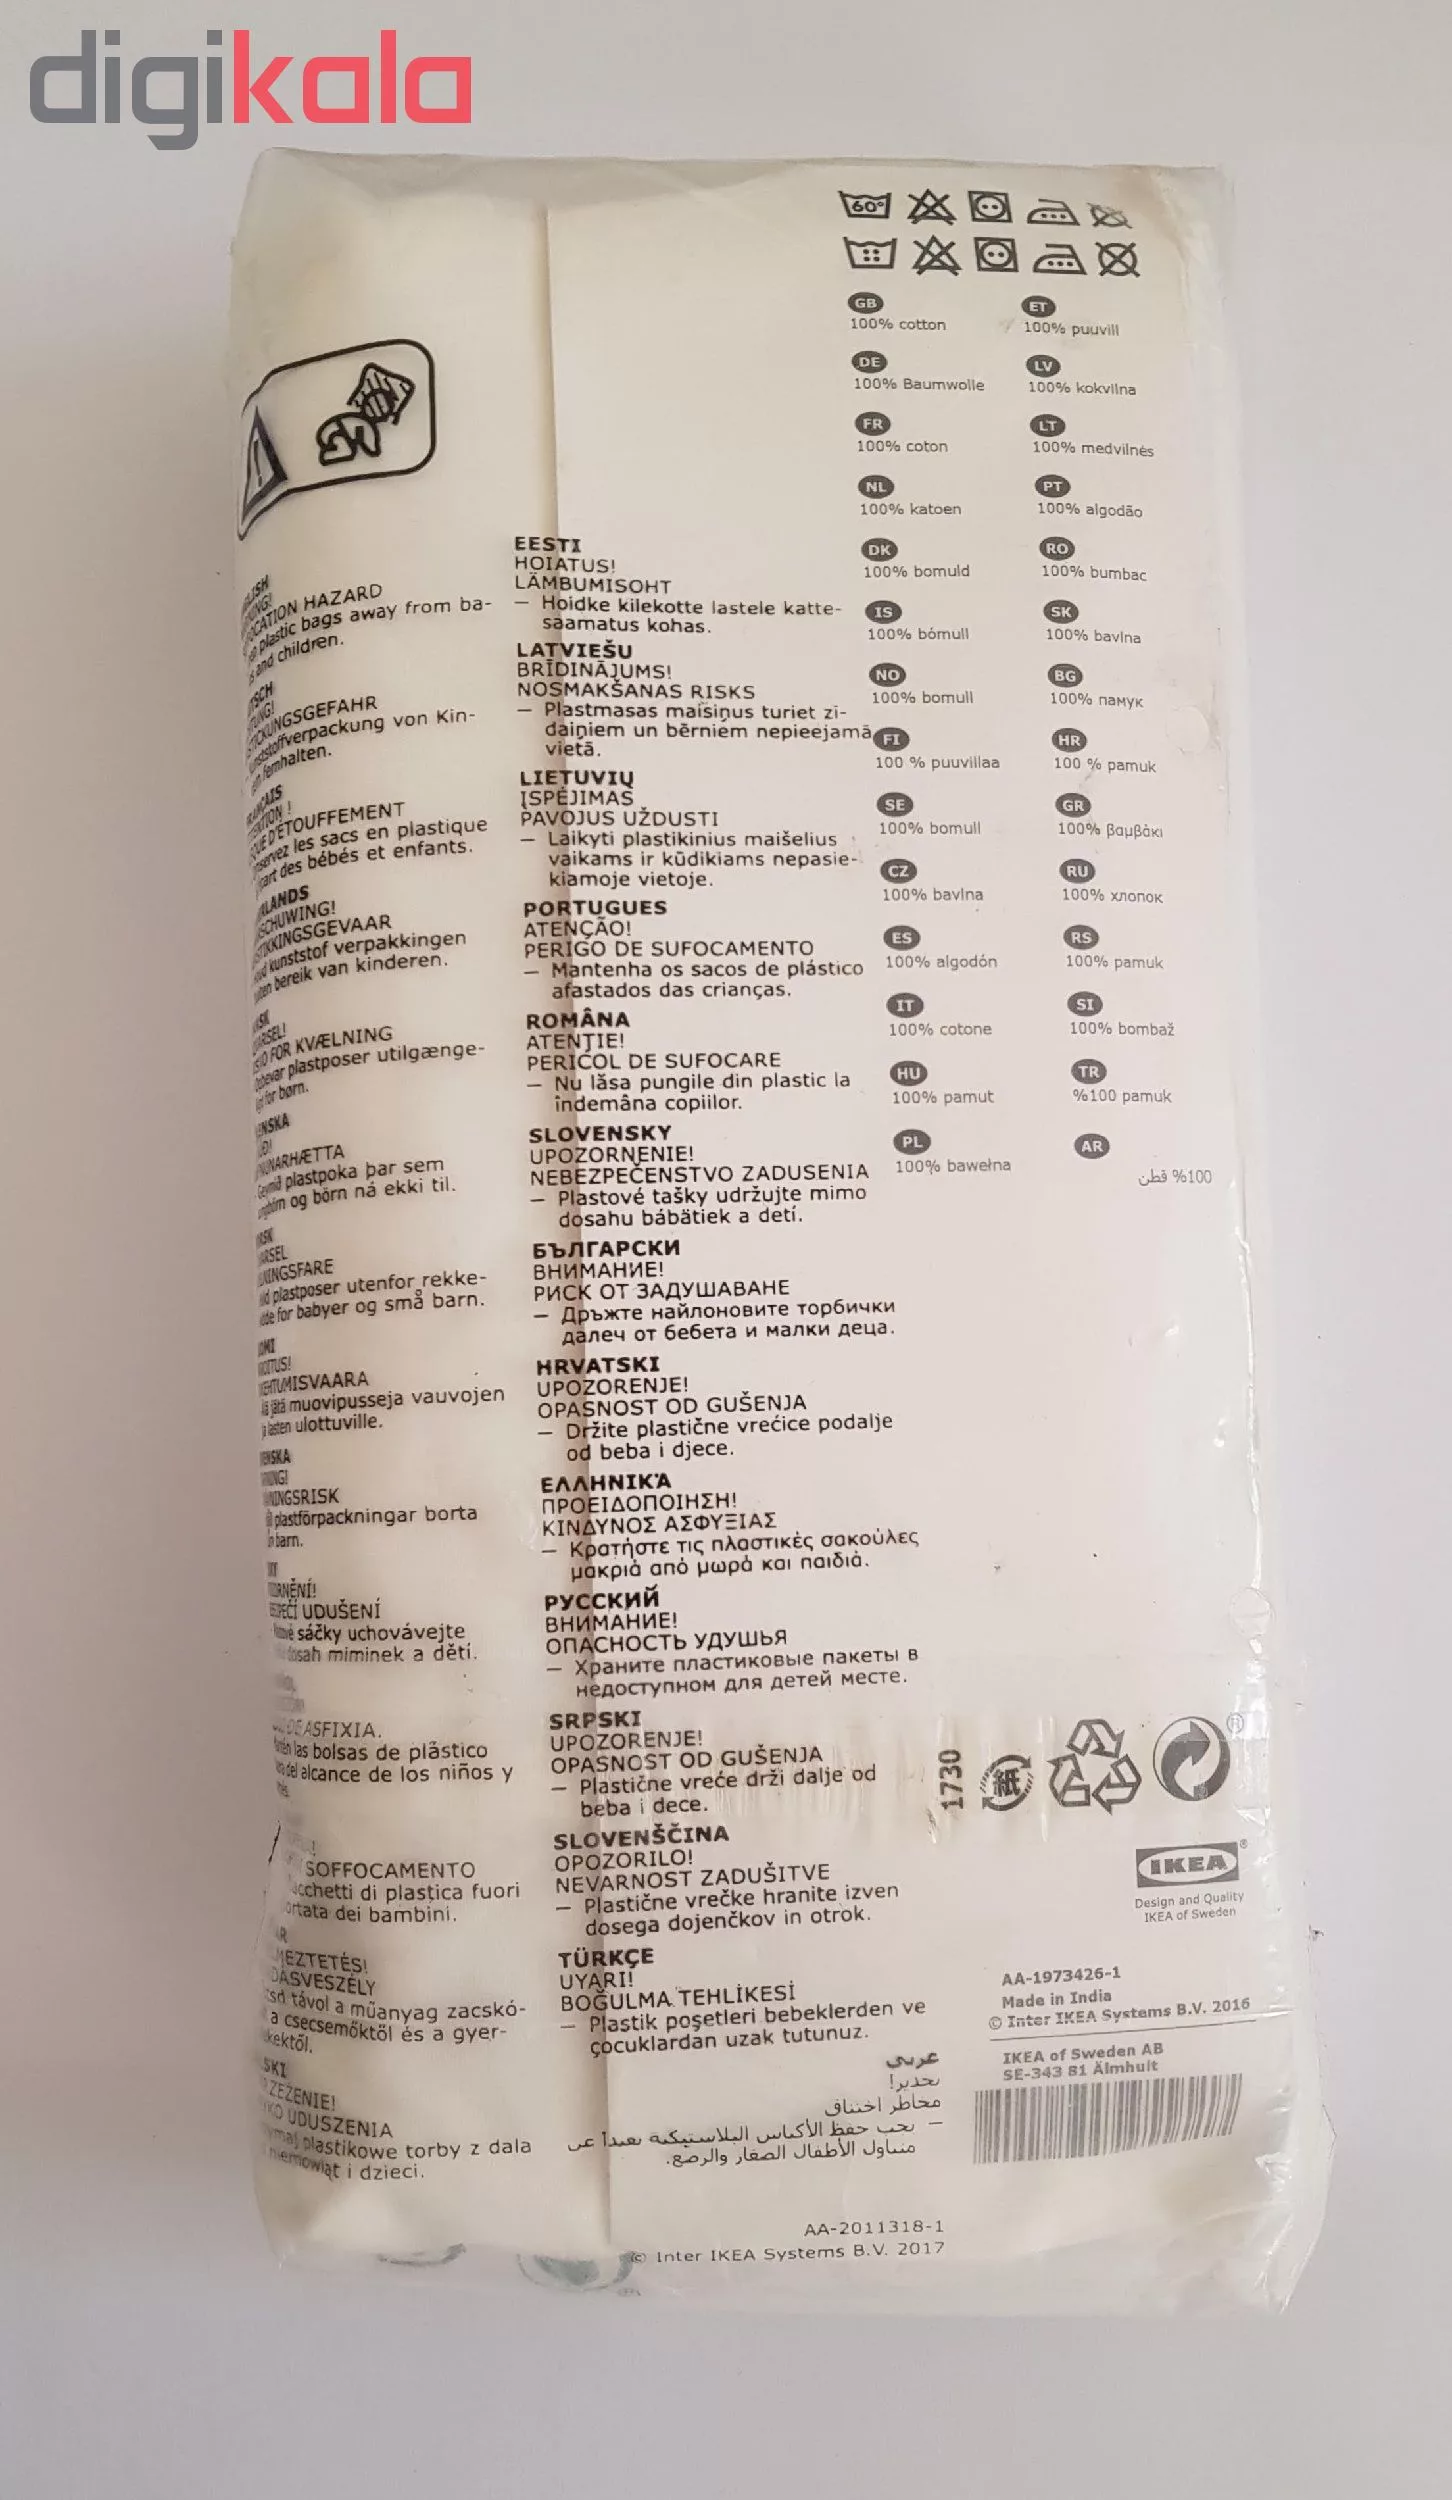 digikala
60°
GB
100% cotton
DE
100% Baumwolle
FR
100% coton
NL
100% katoen
DK
100% bomuld
IS
100% bómull
NO
100% bomull
FI
100 % puuvillaa
SE
100% bomull
CZ
100% bavlna
ES
100% algodón
IT
100% cotone
HU
100% pamut
PL
100% bawełna
ET
100% puuvill
LV
100% kokvilna
LT
100% medvilnės
PT
100% algodão
RO
100% bumbac
SK
100% bavlna
BG
100% памук
HR
100 % pamuk
GR
100% βαμβάκι
RU
100% хлопок
RS
100% pamuk
SI
100% bombaž
TR
%100 pamuk
AR
100% قطن
HAZARD
plastic bags away from ba-
and children.
von Kin-
D'ETOUFFEMENT
les sacs en plastique
des bébés et enfants.
kunststof verpakkingen
bereik van kinderen.
FOR KVÆLNING
plastposer utilgænge-
for børn.
plastpoka þar sem
og börn ná ekki til.
plastposer utenfor rekke-
for babyer og små barn.
muovipusseja vauvojen
lasten ulottuville.
plastförpackningar borta
barn.
UDUŠENÍ
sáčky uchovávejte
miminek a dětí.
ASFIXIA.
las bolsas de plástico
del alcance de los niños y
SOFFOCAMENTO
di plastica fuori
dei bambini.
távol a műanyag zacskó-
a csecsemőktől és a gyer-
UDUSZENIA
plastikowe torby z dala
i dzieci.
EESTI
HOIATUS!
LÄMBUMISOHT
– Hoidke kilekotte lastele katte-
saamatus kohas.
LATVIEŠU
BRĪDINĀJUMS!
NOSMAKŠANAS RISKS
– Plastmasas maisiņus turiet zī-
daiņiem un bērniem nepieejamā
vietā.
LIETUVIŲ
ĮSPĖJIMAS
PAVOJUS UŽDUSTI
– Laikyti plastikinius maišelius
vaikams ir kūdikiams nepasie-
kiamoje vietoje.
PORTUGUES
ATENÇÃO!
PERIGO DE SUFOCAMENTO
– Mantenha os sacos de plástico
afastados das crianças.
ROMÂNA
ATENŢIE!
PERICOL DE SUFOCARE
– Nu lăsa pungile din plastic la
îndemâna copiilor.
SLOVENSKY
UPOZORNENIE!
NEBEZPEČENSTVO ZADUSENIA
– Plastové tašky udržujte mimo
dosahu bábätiek a detí.
БЪЛГАРСКИ
ВНИМАНИЕ!
РИСК ОТ ЗАДУШАВАНЕ
– Дръжте найлоновите торбички
далеч от бебета и малки деца.
HRVATSKI
UPOZORENJE!
OPASNOST OD GUŠENJA
– Držite plastične vrećice podalje
od beba i djece.
ΕΛΛΗΝΙΚΆ
ΠΡΟΕΙΔΟΠΟΙΗΣΗ!
ΚΙΝΔΥΝΟΣ ΑΣΦΥΞΙΑΣ
– Κρατήστε τις πλαστικές σακούλες
μακριά από μωρά και παιδιά.
РУССКИЙ
ВНИМАНИЕ!
ОПАСНОСТЬ УДУШЬЯ
– Храните пластиковые пакеты в
недоступном для детей месте.
SRPSKI
UPOZORENJE!
OPASNOST OD GUŠENJA
– Plastične vreće drži dalje od
beba i dece.
SLOVENŠČINA
OPOZORILO!
NEVARNOST ZADUŠITVE
– Plastične vrečke hranite izven
dosega dojenčkov in otrok.
TÜRKÇE
UYARI!
BOĞULMA TEHLİKESİ
– Plastik poşetleri bebeklerden ve
çocuklardan uzak tutunuz.
عربي
تحذير!
مخاطر اختناق
– يجب حفظ الأكياس البلاستيكية بعيداً عن
متناول الأطفال الصغار والرضع.
AA-2011318-1
© Inter IKEA Systems B.V. 2017
1730
紙
®
IKEA®
Design and Quality
IKEA of Sweden
AA-1973426-1
Made in India
© Inter IKEA Systems B.V. 2016
IKEA of Sweden AB
SE-343 81 Älmhult